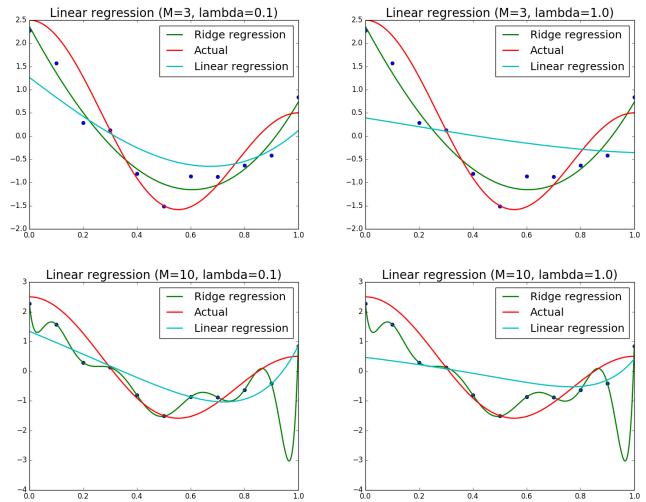 Linear regression (M=3, lambda=0.1)
2.5
2.0
1.5
1.0
0.5
0.0
−0.5
−1.0
−1.5
−2.0
0.0 0.2 0.4 0.6 0.8 1.0
Ridge regression
Actual
Linear regression
Linear regression (M=3, lambda=1.0)
2.5
2.0
1.5
1.0
0.5
0.0
−0.5
−1.0
−1.5
−2.0
0.0 0.2 0.4 0.6 0.8 1.0
Ridge regression
Actual
Linear regression
Linear regression (M=10, lambda=0.1)
3
2
1
0
−1
−2
−3
−4
0.0 0.2 0.4 0.6 0.8 1.0
Ridge regression
Actual
Linear regression
Linear regression (M=10, lambda=1.0)
3
2
1
0
−1
−2
−3
−4
0.0 0.2 0.4 0.6 0.8 1.0
Ridge regression
Actual
Linear regression